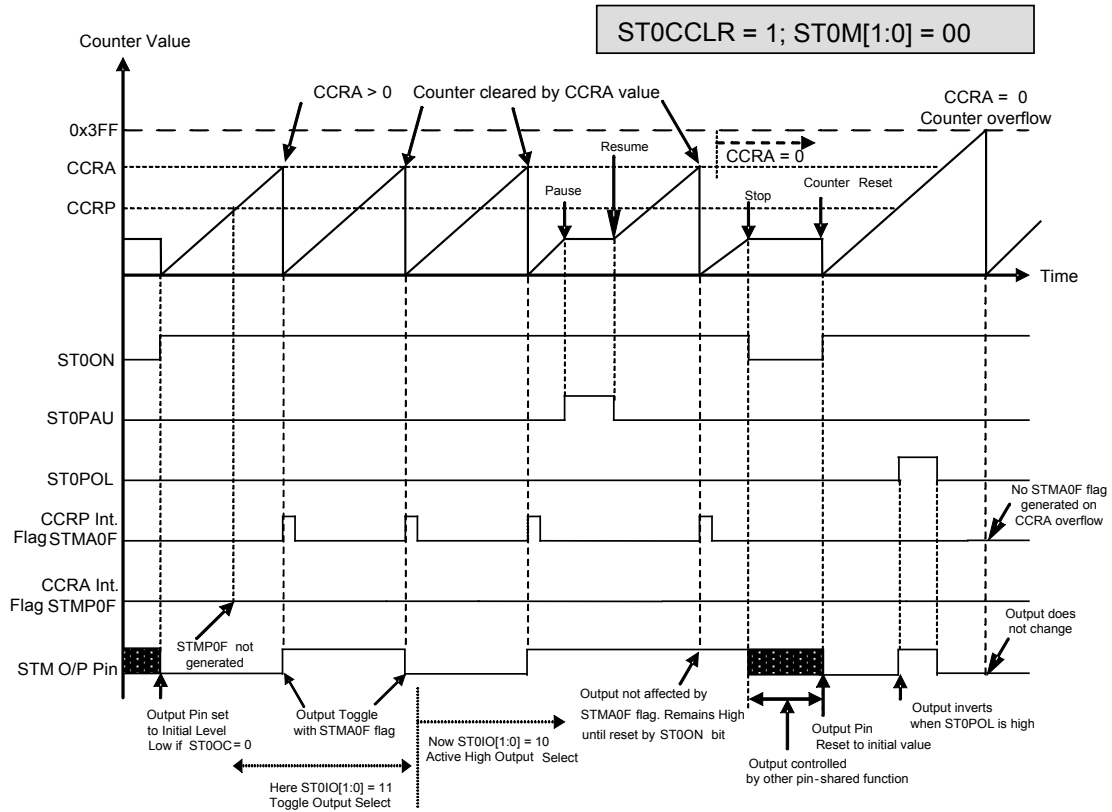 ST0CCLR = 1; ST0M[1:0] = 00
Counter Value
CCRA > 0
Counter cleared by CCRA value
CCRA = 0
Counter overflow
0x3FF
CCRA
CCRP
Resume
CCRA = 0
Pause
Stop
Counter Reset
Time
ST0ON
ST0PAU
ST0POL
CCRP Int.
Flag STMA0F
No STMA0F flag
generated on
CCRA overflow
CCRA Int.
Flag STMP0F
STMP0F not
generated
Output does
not change
STM O/P Pin
Output Pin set
to Initial Level
Low if ST0OC=0
Output Toggle
with STMA0F flag
Now ST0IO[1:0] = 10
Active High Output Select
Here ST0IO[1:0] = 11
Toggle Output Select
Output not affected by
STMA0F flag. Remains High
until reset by ST0ON bit
Output Pin
Reset to initial value
Output controlled
by other pin-shared function
Output inverts
when ST0POL is high